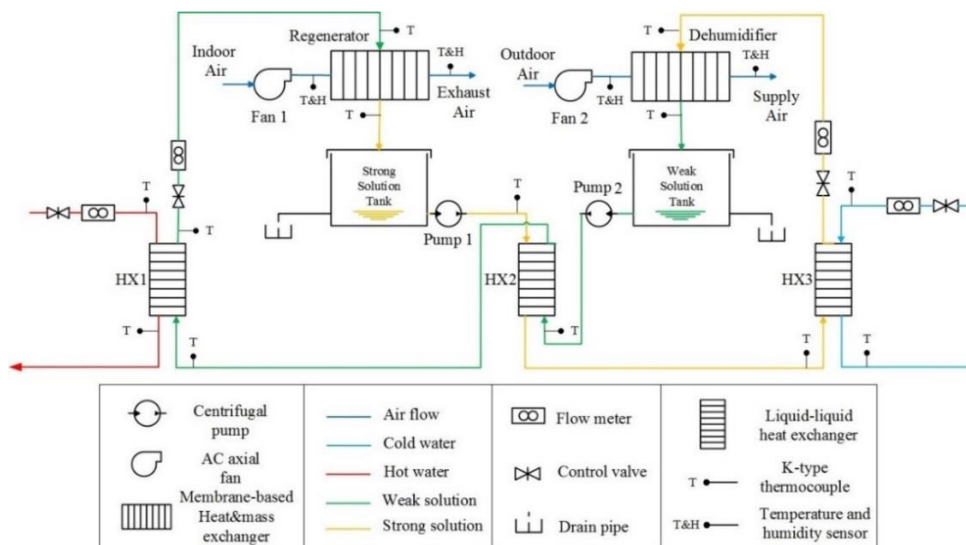 T
Regenerator
T
Dehumidifier
Indoor
Air
T&H
Outdoor
Air
T&H
T&H
Exhaust
Air
T&H
Supply
Air
Fan 1
T
Fan 2
T
Strong
Solution
Tank
Weak
Solution
Tank
T
T
Pump 2
T
T
Pump 1
HX1
HX2
HX3
T
T
T
T
T
Centrifugal
pump
AC axial
fan
Membrane-based
Heat&mass
exchanger
Air flow
Cold water
Hot water
Weak solution
Strong solution
Flow meter
Control valve
Drain pipe
Liquid-liquid
heat exchanger
T
K-type
thermocouple
T&H
Temperature and
humidity sensor